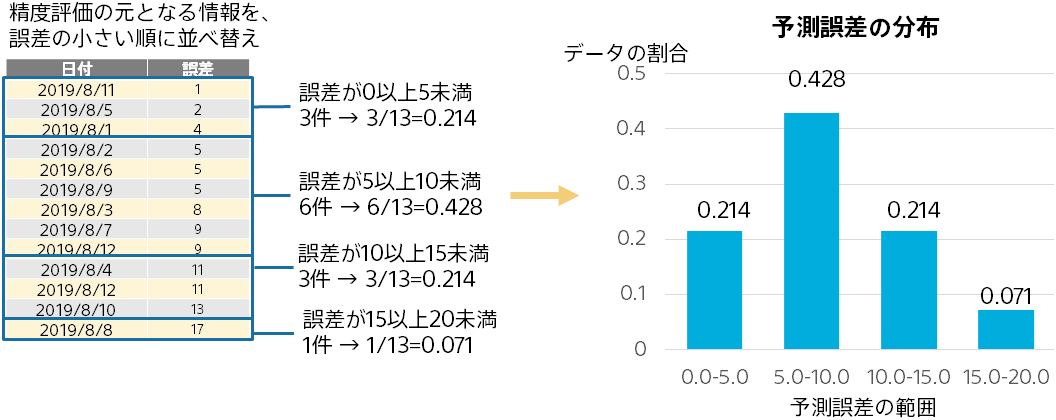 精度評価の元となる情報を、
誤差の小さい順に並べ替え
日付 誤差
2019/8/11 1
2019/8/5 2
2019/8/1 4
2019/8/2 5
2019/8/6 5
2019/8/9 5
2019/8/3 8
2019/8/7 9
2019/8/12 9
2019/8/4 11
2019/8/12 11
2019/8/10 13
2019/8/8 17
誤差が0以上5未満
3件 → 3/13=0.214
誤差が5以上10未満
6件 → 6/13=0.428
誤差が10以上15未満
3件 → 3/13=0.214
誤差が15以上20未満
1件 → 1/13=0.071
予測誤差の分布
データの割合
0.5
0.4
0.3
0.2
0.1
0
0.214
0.428
0.214
0.071
0.0-5.0 5.0-10.0 10.0-15.0 15.0-20.0
予測誤差の範囲